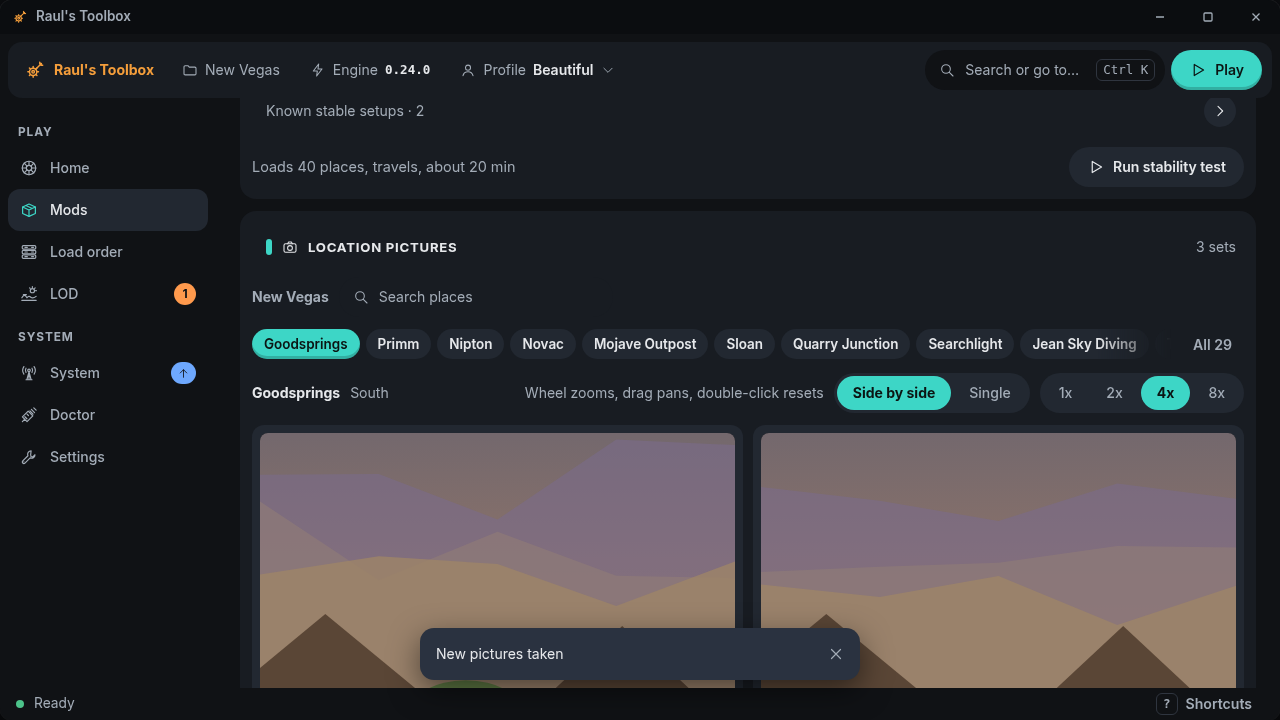 Raul's Toolbox
Raul's Toolbox
New Vegas
Engine 0.24.0
Profile Beautiful
Search or go to...
Ctrl K
Play
PLAY
Home
Mods
Load order
LOD
1
SYSTEM
System
Doctor
Settings
Known stable setups · 2
Loads 40 places, travels, about 20 min
Run stability test
LOCATION PICTURES
3 sets
New Vegas
Search places
Goodsprings
Primm
Nipton
Novac
Mojave Outpost
Sloan
Quarry Junction
Searchlight
Jean Sky Diving
All 29
Goodsprings South
Wheel zooms, drag pans, double-click resets
Side by side
Single
1x
2x
4x
8x
New pictures taken
Ready
? Shortcuts